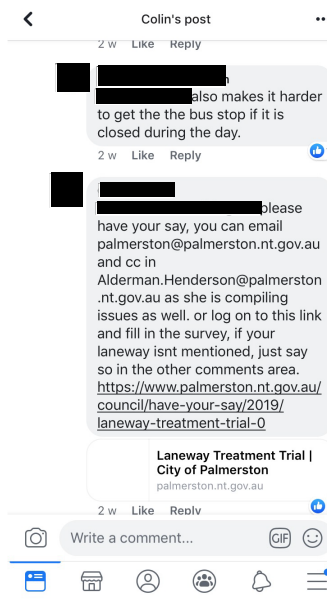 Colin's post
2 w Like Reply
also makes it harder
to get the the bus stop if it is
closed during the day.
2 w Like Reply
please
have your say, you can email
palmerston@palmerston.nt.gov.au
and cc in
Alderman.Henderson@palmerston
.nt.gov.au as she is compiling
issues as well. or log on to this link
and fill in the survey, if your
laneway isnt mentioned, just say
so in the other comments area.
https://www.palmerston.nt.gov.au/
council/have-your-say/2019/
laneway-treatment-trial-0
Laneway Treatment Trial |
City of Palmerston
palmerston.nt.gov.au
2 w Like Reply
Write a comment...
GIF